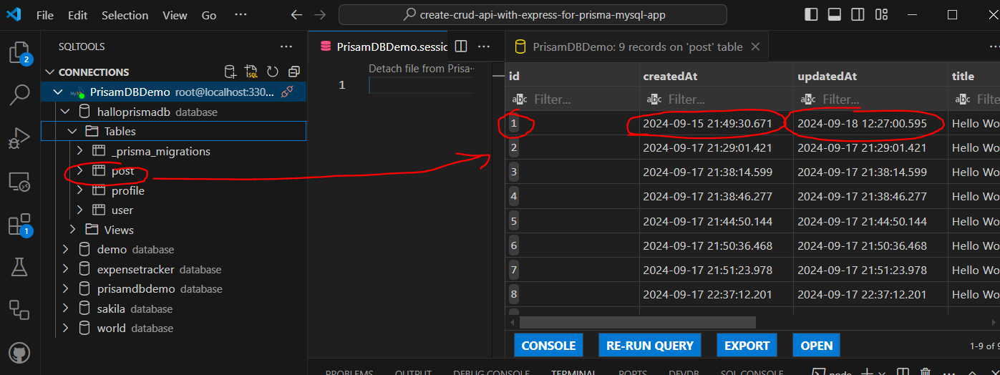 File Edit Selection View Go ··· create-crud-api-with-express-for-prisma-mysql-app
SQLTOOLS
CONNECTIONS
PrisamDBDemo root@localhost:330...
halloprismadb database
Tables
_prisma_migrations
post
profile
user
Views
demo database
expensetracker database
prisamdbdemo database
sakila database
world database
2
1
PrisamDBDemo.sessic
Detach file from Prisa···
1
PrisamDBDemo: 9 records on 'post' table
id createdAt updatedAt title
Filter... Filter... Filter...
1 2024-09-15 21:49:30.671 2024-09-18 12:27:00.595 Hello Wo
2 2024-09-17 21:29:01.421 2024-09-17 21:29:01.421 Hello Wo
3 2024-09-17 21:38:14.599 2024-09-17 21:38:14.599 Hello Wo
4 2024-09-17 21:38:46.277 2024-09-17 21:38:46.277 Hello Wo
5 2024-09-17 21:44:50.144 2024-09-17 21:44:50.144 Hello Wo
6 2024-09-17 21:50:36.468 2024-09-17 21:50:36.468 Hello Wo
7 2024-09-17 21:51:23.978 2024-09-17 21:51:23.978 Hello Wo
8 2024-09-17 22:37:12.201 2024-09-17 22:37:12.201 Hello Wo
CONSOLE RE-RUN QUERY EXPORT OPEN 1-9 of 9
PROBLEMS OUTPUT DEBUG CONSOLE TERMINAL PORTS DEVDB SQL CONSOLE node